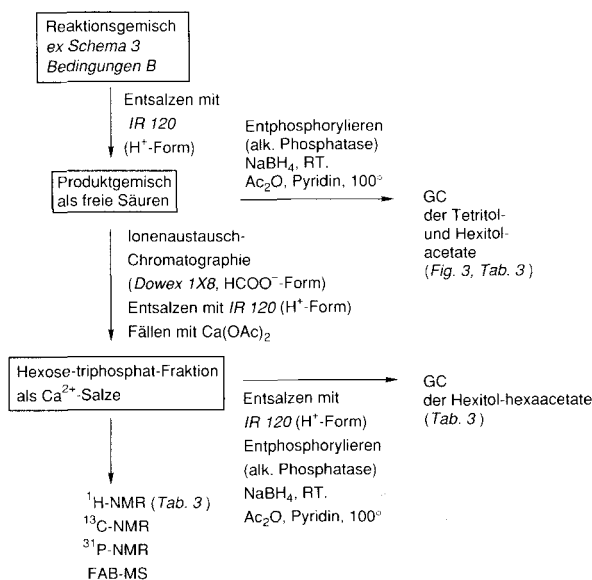 Reaktionsgemisch
ex Schema 3
Bedingungen B
Entsalzen mit
IR 120
(H⁺-Form)
Entphosphorylieren
(alk. Phosphatase)
NaBH₄, RT.
Ac₂O, Pyridin, 100°
Produktgemisch
als freie Säuren
GC
der Tetritol-
und Hexitol-
acetate
(Fig. 3, Tab. 3)
Ionenaustausch-
Chromatographie
(Dowex 1X8, HCOO⁻-Form)
Entsalzen mit IR 120 (H⁺-Form)
Fällen mit Ca(OAc)₂
Hexose-triphosphat-Fraktion
als Ca²⁺-Salze
GC
der Hexitol-hexaacetate
(Tab. 3)
Entsalzen mit
IR 120 (H⁺-Form)
Entphosphorylieren
(alk. Phosphatase)
NaBH₄, RT.
Ac₂O, Pyridin, 100°
¹H-NMR (Tab. 3)
¹³C-NMR
³¹P-NMR
FAB-MS